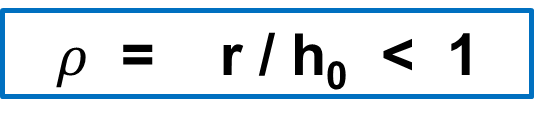 ρ = r / h₀ < 1